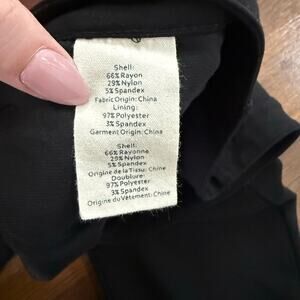 Shell:
66% Rayon
29% Nylon
5% Spandex
Fabric Origin: China
Lining:
97% Polyester
3% Spandex
Garment Origin: China
Shell:
66% Rayonne
29% Nylon
5% Spandex
Origine de la Tissu: Chine
Doublure:
97% Polyester
3% Spandex
Origine du Vêtement: Chine